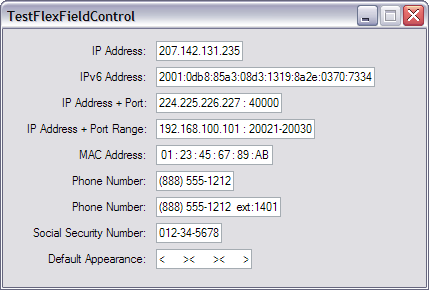 TestFlexFieldControl
IP Address: 207.142.131.235
IPv6 Address: 2001:0db8:85a3:08d3:1319:8a2e:0370:7334
IP Address + Port: 224.225.226.227 : 40000
IP Address + Port Range: 192.168.100.101 : 20021-20030
MAC Address: 01 : 23 : 45 : 67 : 89 : AB
Phone Number: (888) 555-1212
Phone Number: (888) 555-1212 ext:1401
Social Security Number: 012-34-5678
Default Appearance: < >< >< >